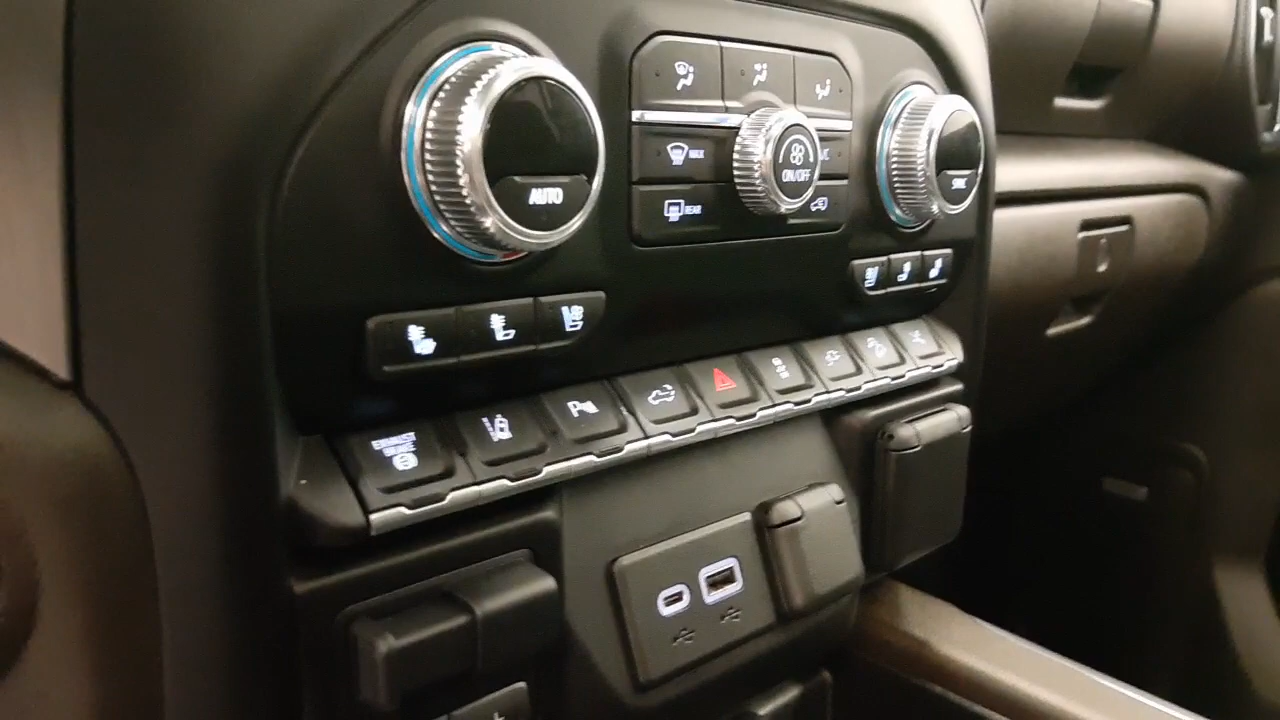 AUTO
MAX
ON/OFF
SYNC
REAR
EXHAUST
BRAKE
P